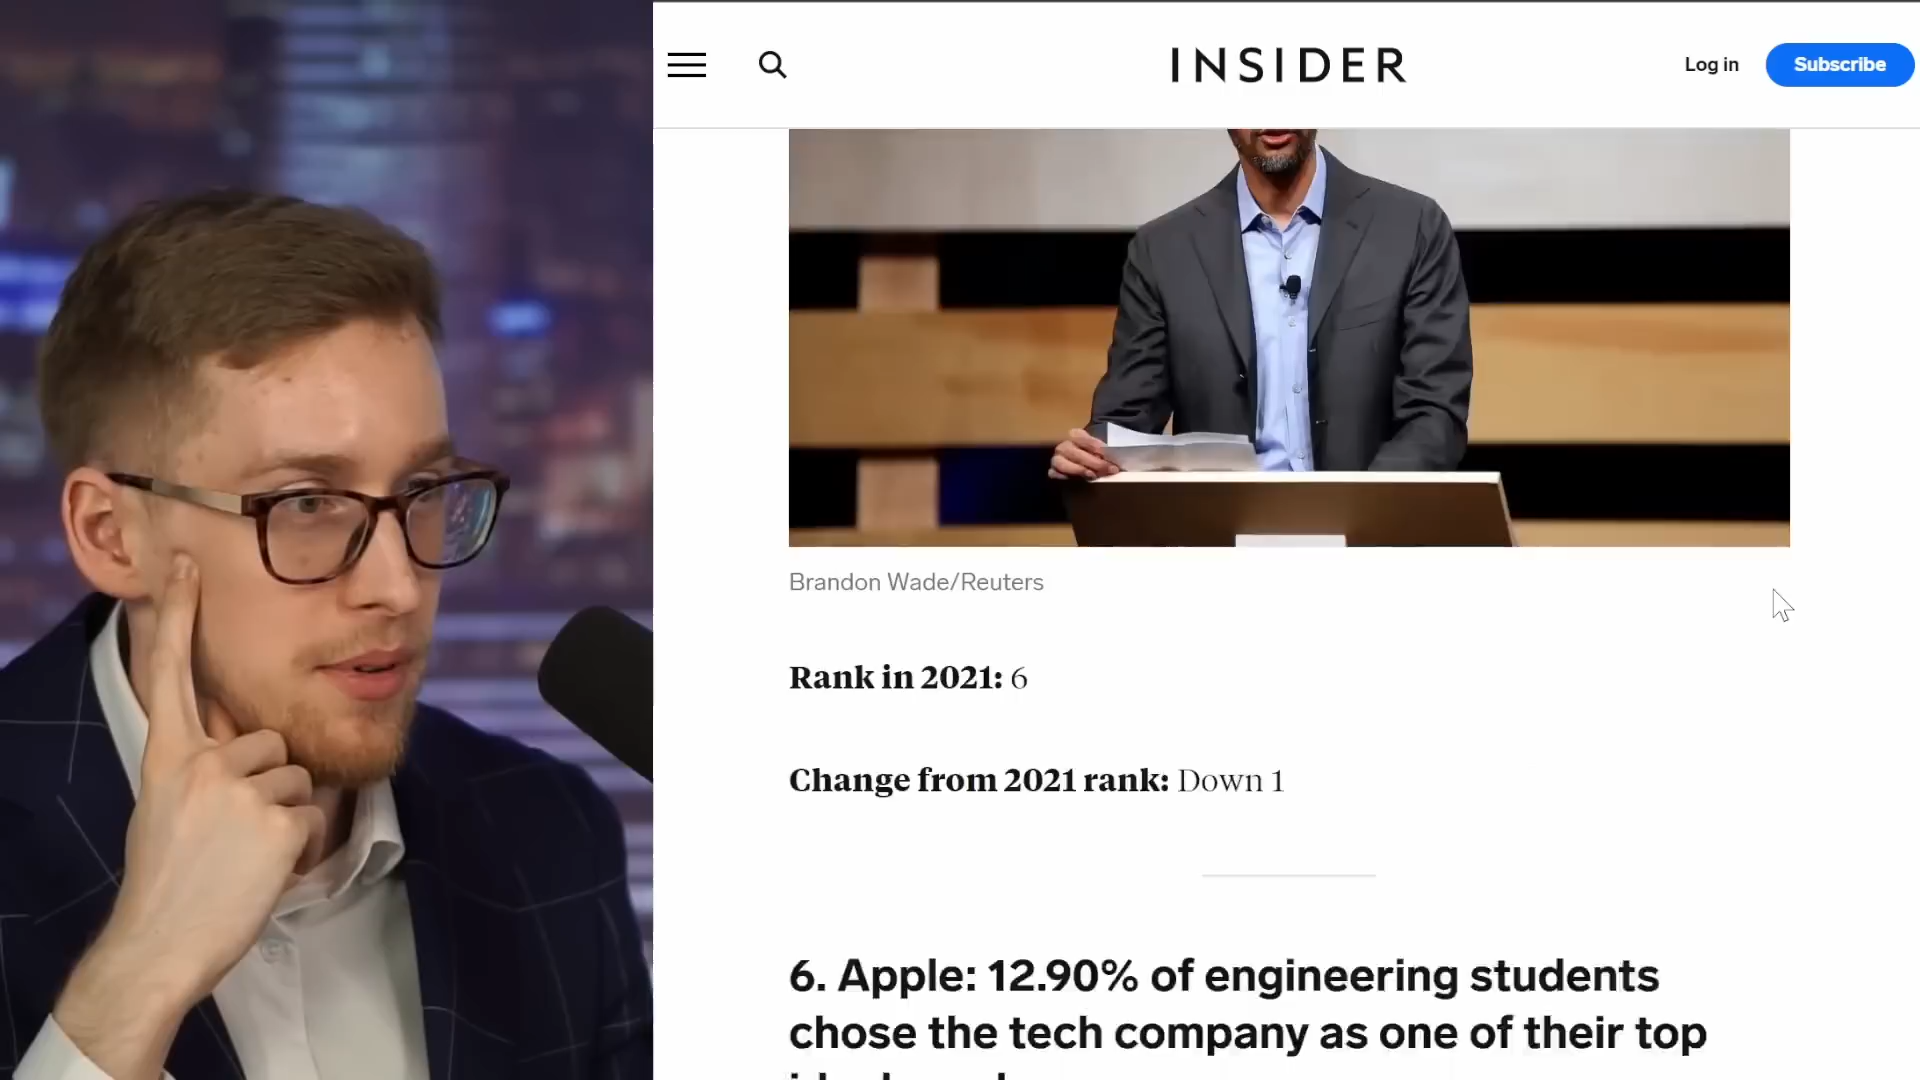 INSIDER
Log in
Subscribe
Brandon Wade/Reuters
Rank in 2021: 6
Change from 2021 rank: Down 1
6. Apple: 12.90% of engineering students
chose the tech company as one of their top